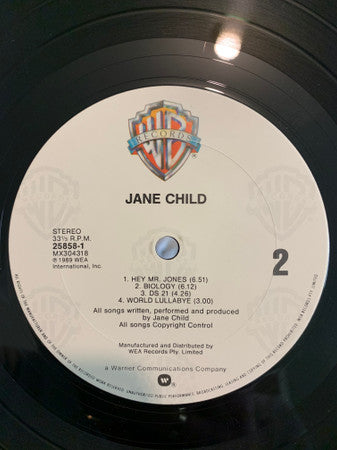 WB
RECORDS
JANE CHILD
STEREO
33⅓ R.P.M.
25858-1
MX304318
℗ 1989 WEA
International, Inc.
2
1. HEY MR. JONES (6.51)
2. BIOLOGY (6.12)
3. DS 21 (4.26)
4. WORLD LULLABYE (3.00)
All songs written, performed and produced
by Jane Child
All songs Copyright Control
Manufactured and Distributed by
WEA Records Pty. Limited
a Warner Communications Company